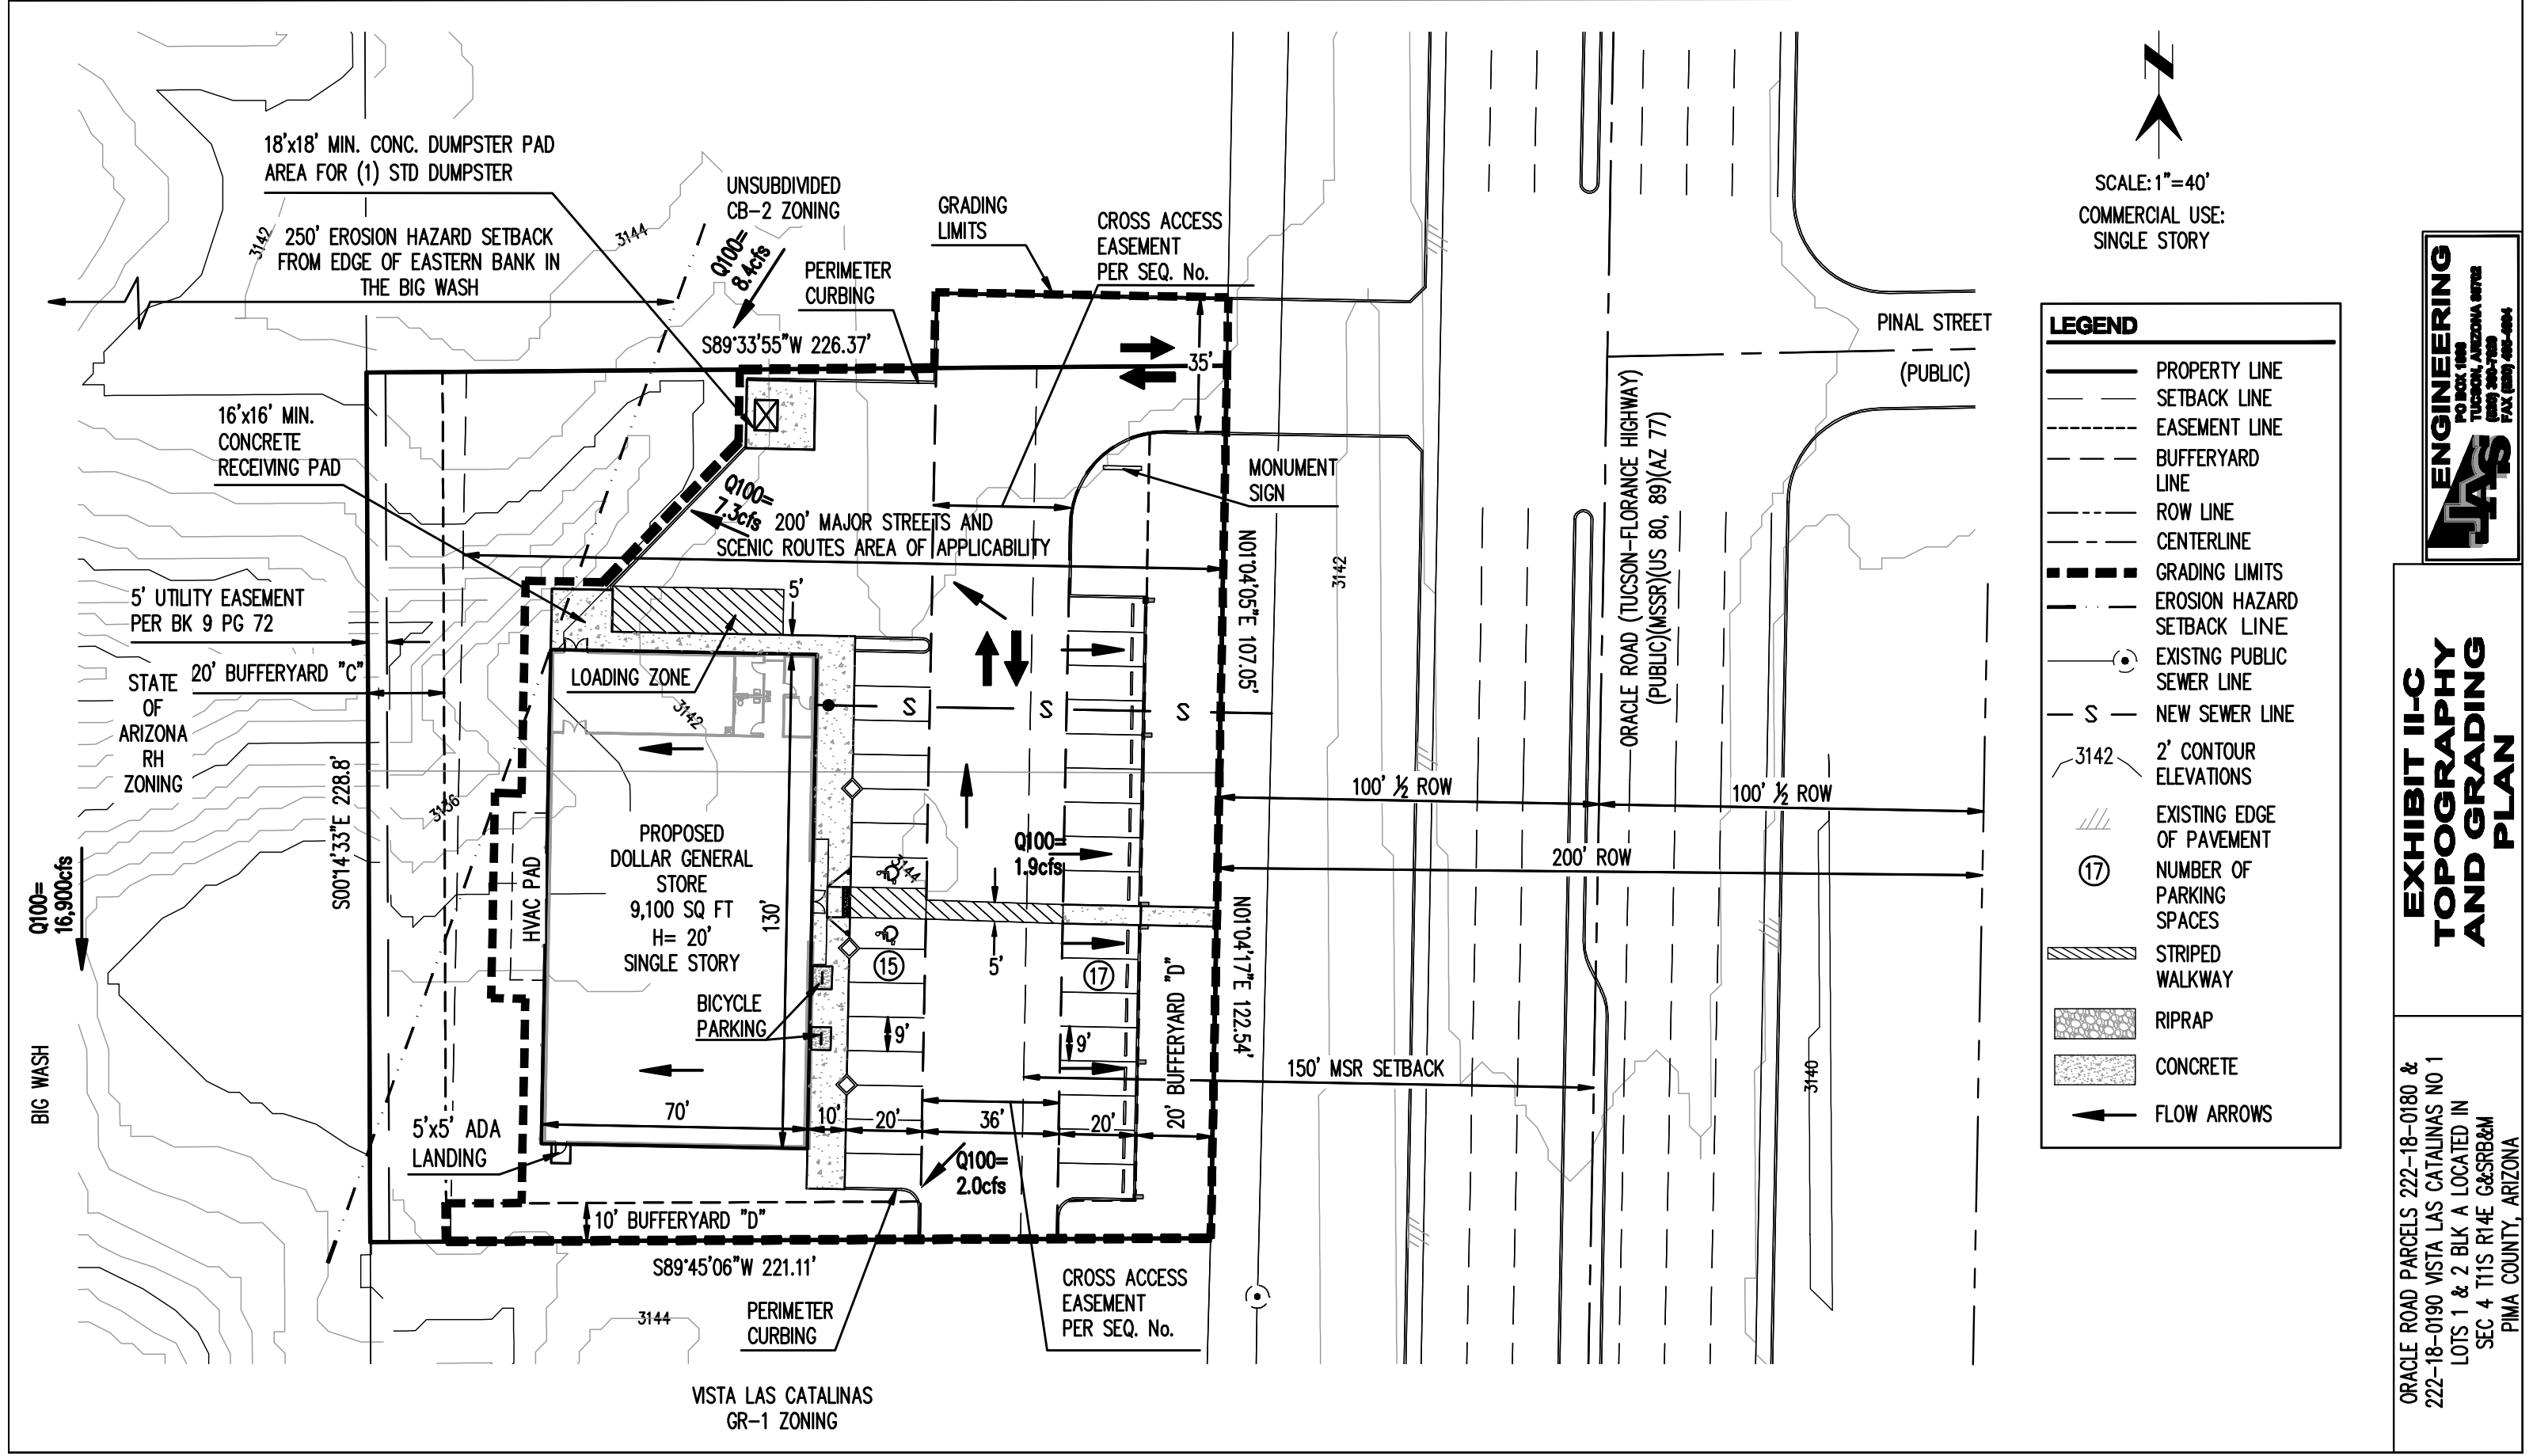 18'x18' MIN. CONC. DUMPSTER PAD
AREA FOR (1) STD DUMPSTER
3142
250' EROSION HAZARD SETBACK
FROM EDGE OF EASTERN BANK IN
THE BIG WASH
3144
UNSUBDIVIDED
CB-2 ZONING
Q100=
8.4cfs
PERIMETER
CURBING
GRADING
LIMITS
CROSS ACCESS
EASEMENT
PER SEQ. No.
S89°33'55"W 226.37'
35'
16'x16' MIN.
CONCRETE
RECEIVING PAD
Q100=
7.3cfs
200' MAJOR STREETS AND
SCENIC ROUTES AREA OF APPLICABILITY
MONUMENT
SIGN
N01°04'05"E 107.05'
3142
5' UTILITY EASEMENT
PER BK 9 PG 72
5'
20' BUFFERYARD "C"
STATE
OF
ARIZONA
RH
ZONING
LOADING ZONE
3142
S
S
S
S00°14'33"E 228.8'
3136
HVAC PAD
PROPOSED
DOLLAR GENERAL
STORE
9,100 SQ FT
H= 20'
SINGLE STORY
130'
3144
Q100=
1.9cfs
Q100=
16,900cfs
BICYCLE
PARKING
15
5'
17
9'
9'
20' BUFFERYARD "D"
N01°04'17"E 122.54'
BIG WASH
5'x5' ADA
LANDING
70'
10'
20'
36'
20'
Q100=
2.0cfs
10' BUFFERYARD "D"
S89°45'06"W 221.11'
PERIMETER
CURBING
CROSS ACCESS
EASEMENT
PER SEQ. No.
3144
VISTA LAS CATALINAS
GR-1 ZONING
ORACLE ROAD (TUCSON-FLORANCE HIGHWAY)
(PUBLIC)(MSSR)(US 80, 89)(AZ 77)
PINAL STREET
(PUBLIC)
100' ½ ROW
100' ½ ROW
200' ROW
150' MSR SETBACK
3140
N
SCALE: 1"=40'
COMMERCIAL USE:
SINGLE STORY
LEGEND
PROPERTY LINE
SETBACK LINE
EASEMENT LINE
BUFFERYARD
LINE
ROW LINE
CENTERLINE
GRADING LIMITS
EROSION HAZARD
SETBACK LINE
EXISTNG PUBLIC
SEWER LINE
S
NEW SEWER LINE
3142
2' CONTOUR
ELEVATIONS
EXISTING EDGE
OF PAVEMENT
17
NUMBER OF
PARKING
SPACES
STRIPED
WALKWAY
RIPRAP
CONCRETE
FLOW ARROWS
JAS
ENGINEERING
PO BOX 1888
TUCSON, ARIZONA 85702
EXHIBIT II-C
TOPOGRAPHY
AND GRADING
PLAN
ORACLE ROAD PARCELS 222-18-0180 &
222-18-0190 VISTA LAS CATALINAS NO 1
LOTS 1 & 2 BLK A LOCATED IN
SEC 4 T11S R14E G&SRB&M
PIMA COUNTY, ARIZONA